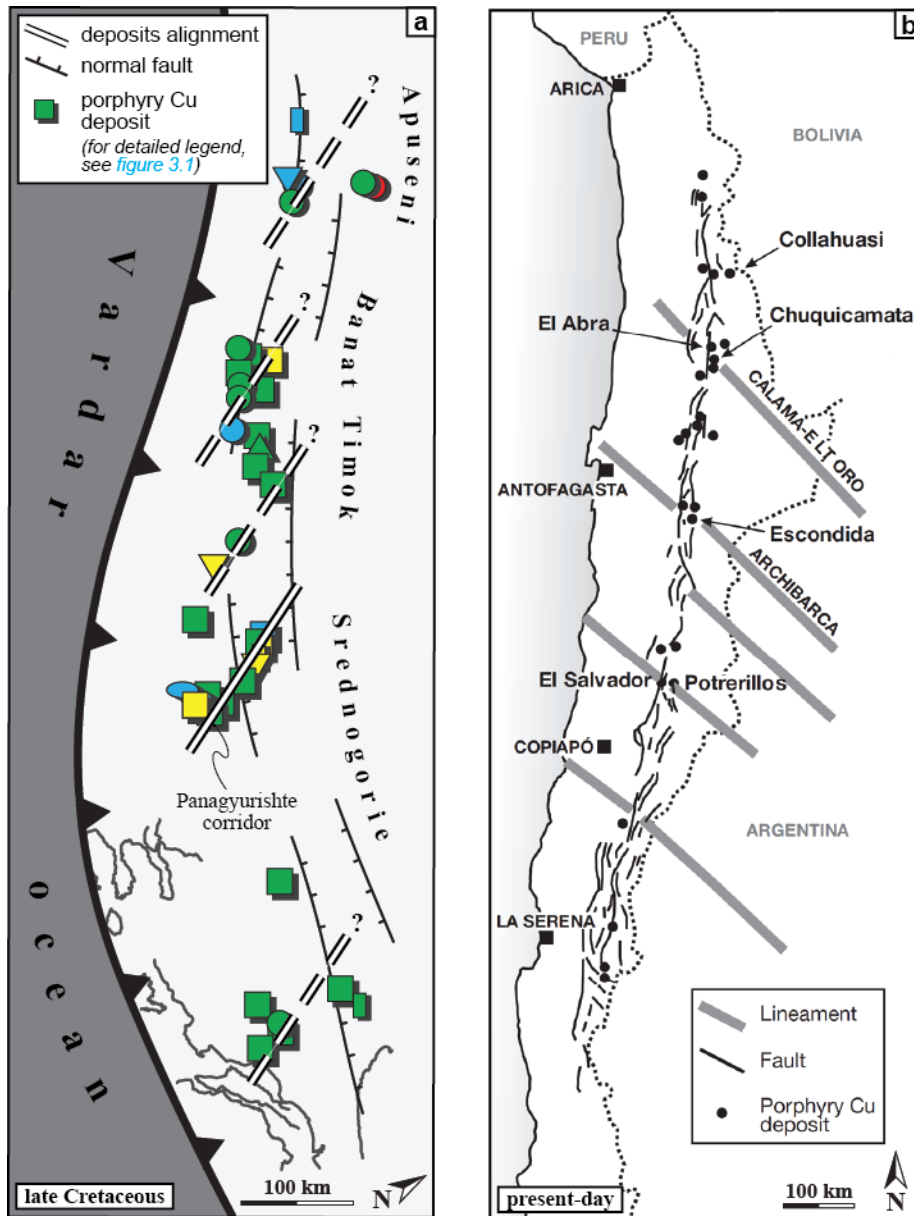 a
deposits alignment
normal fault
porphyry Cu
deposit
(for detailed legend,
see figure 3.1)
Vardar
ocean
Apuseni
Banat Timok
Srednogorie
?
?
?
Panagyurishte
corridor
?
late Cretaceous
100 km
N
b
PERU
ARICA
BOLIVIA
Collahuasi
El Abra
Chuquicamata
CALAMA-E LT ORO
ANTOFAGASTA
Escondida
ARCHIBARCA
El Salvador
Potrerillos
COPIAPÓ
ARGENTINA
LA SERENA
Lineament
Fault
Porphyry Cu
deposit
present-day
100 km
N